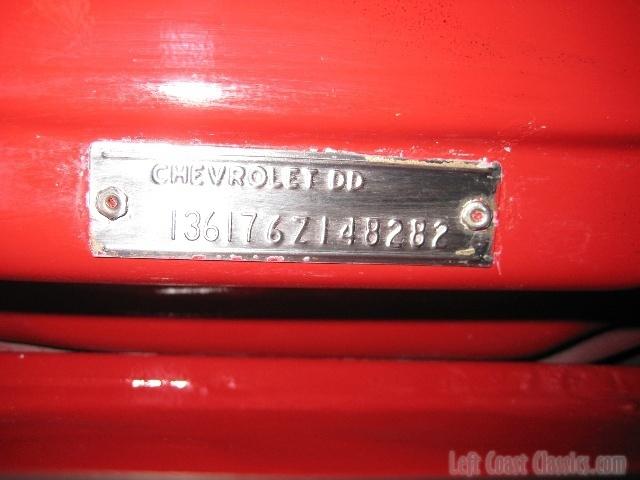 CHEVROLET DD
136176Z148282
Left Coast Classics.com